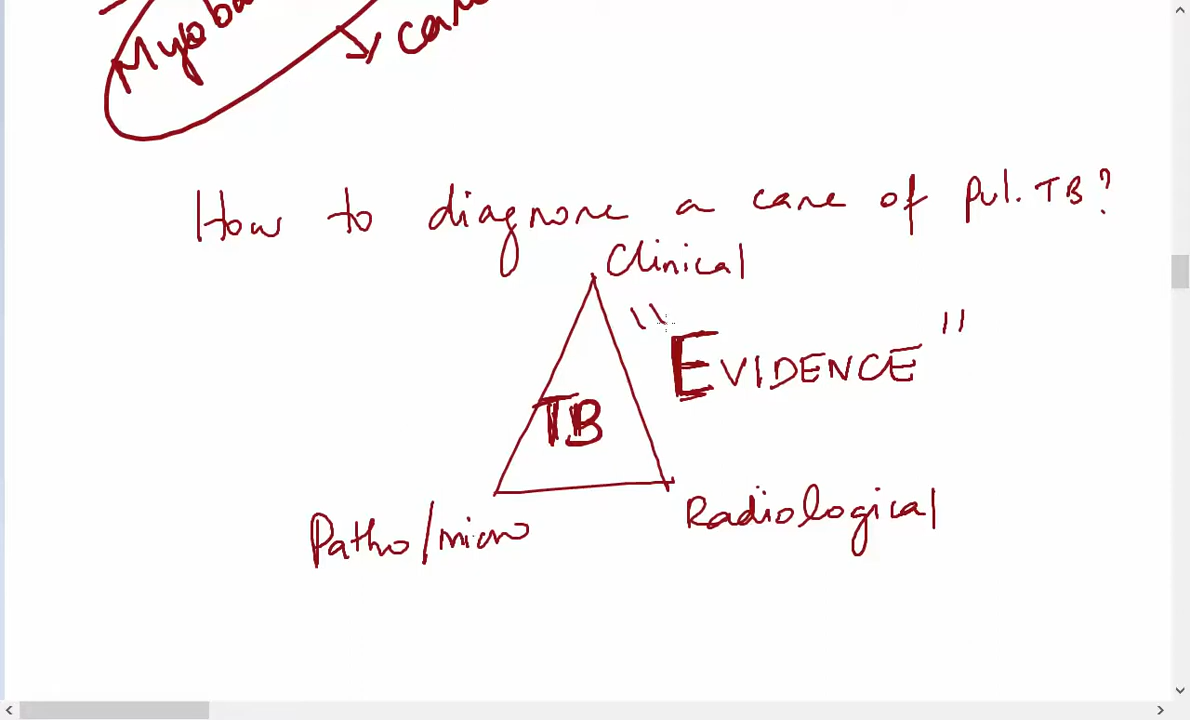 How to diagnose a case of Pul. TB?
Clinical
"EVIDENCE"
TB
Patho/micro
Radiological